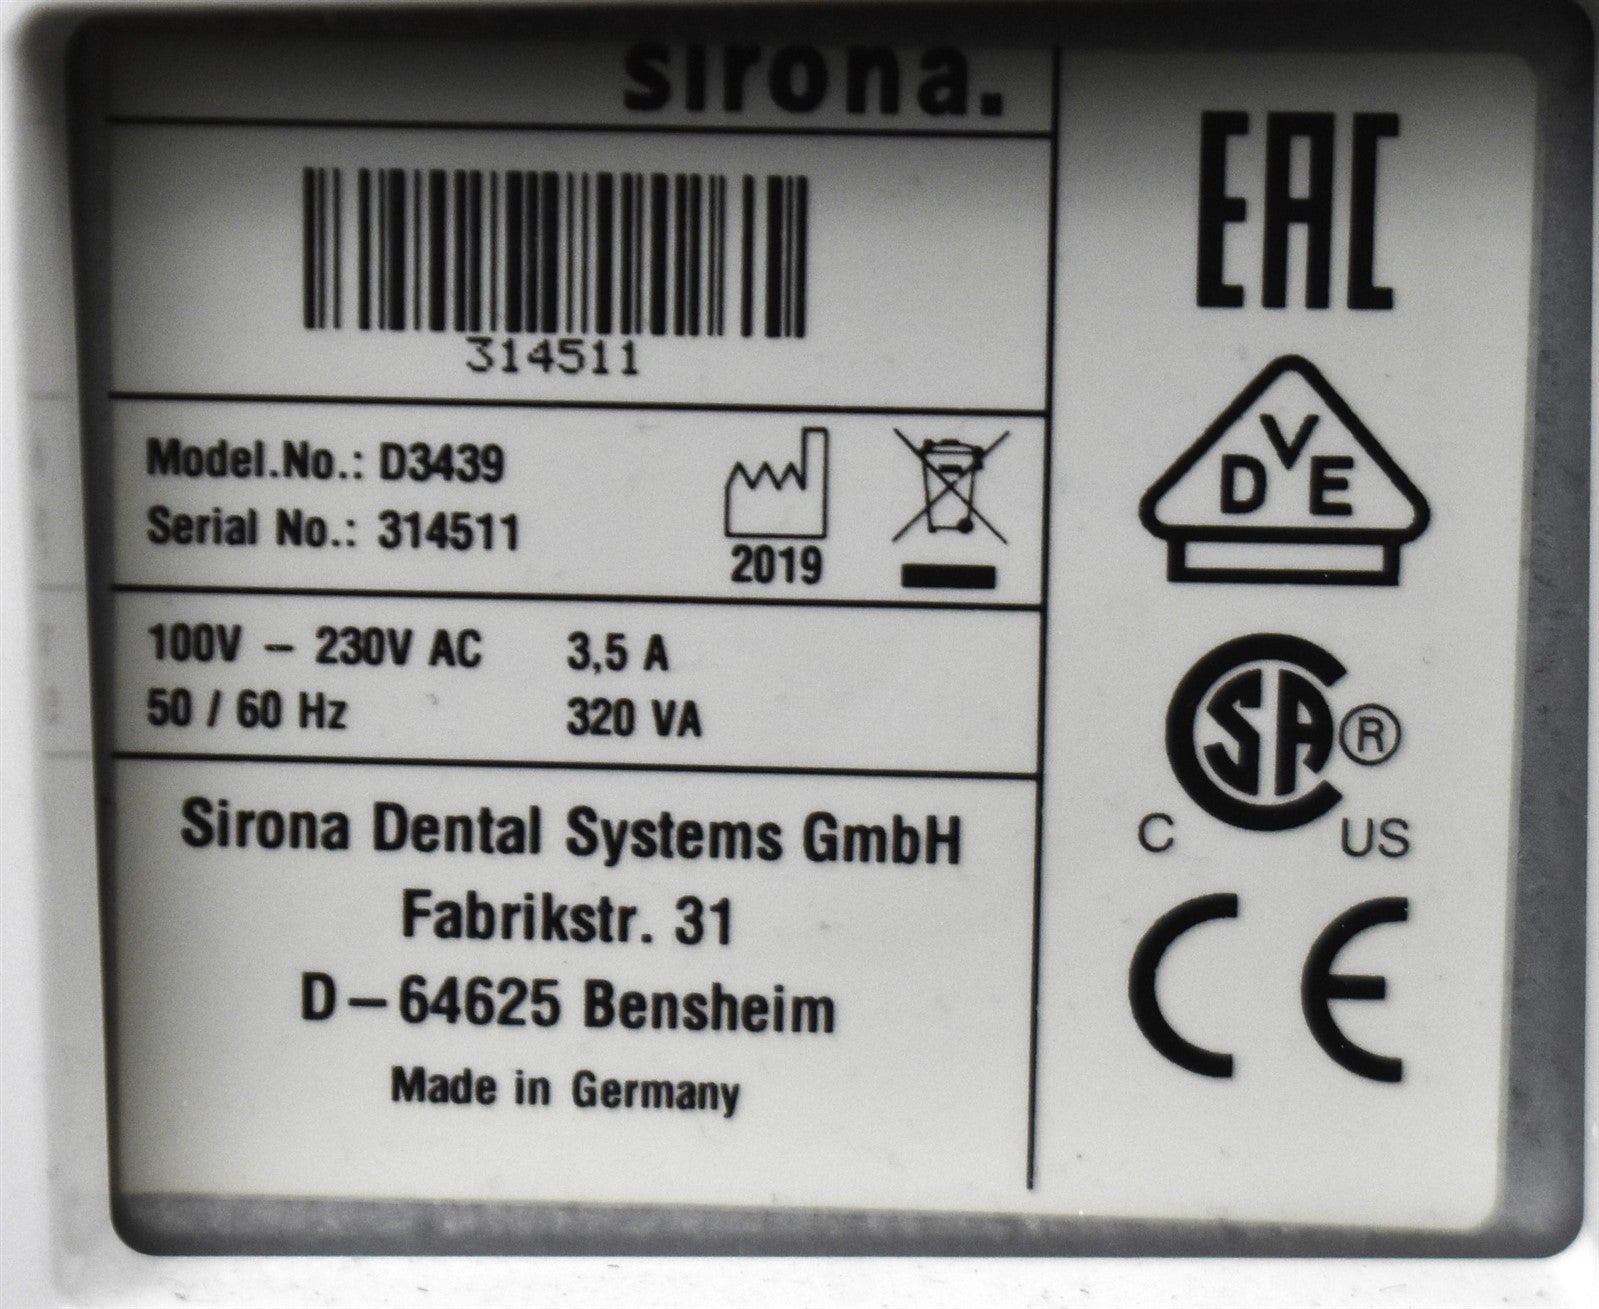 sirona.
314511
Model.No.: D3439
Serial No.: 314511
2019
100V – 230V AC 3,5 A
50 / 60 Hz 320 VA
Sirona Dental Systems GmbH
Fabrikstr. 31
D–64625 Bensheim
Made in Germany
EAC
DVE
CSA ®
C US
CE